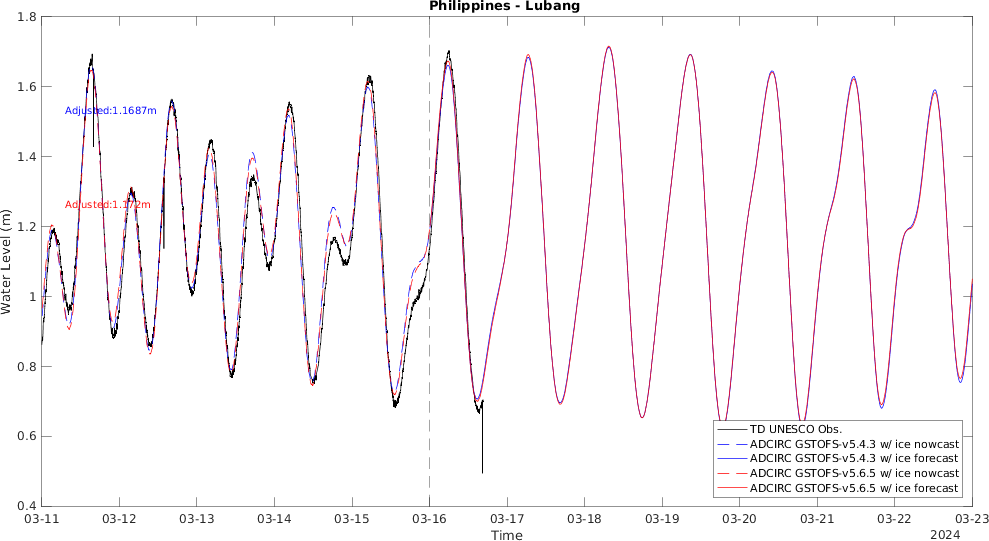 Philippines - Lubang
1.8
1.6
1.4
1.2
1
0.8
0.6
0.4
Water Level (m)
Adjusted:1.1687m
Adjusted:1.172m
TD UNESCO Obs.
ADCIRC GSTOFS-v5.4.3 w/ ice nowcast
ADCIRC GSTOFS-v5.4.3 w/ ice forecast
ADCIRC GSTOFS-v5.6.5 w/ ice nowcast
ADCIRC GSTOFS-v5.6.5 w/ ice forecast
03-11 03-12 03-13 03-14 03-15 03-16 03-17 03-18 03-19 03-20 03-21 03-22 03-23
Time
2024